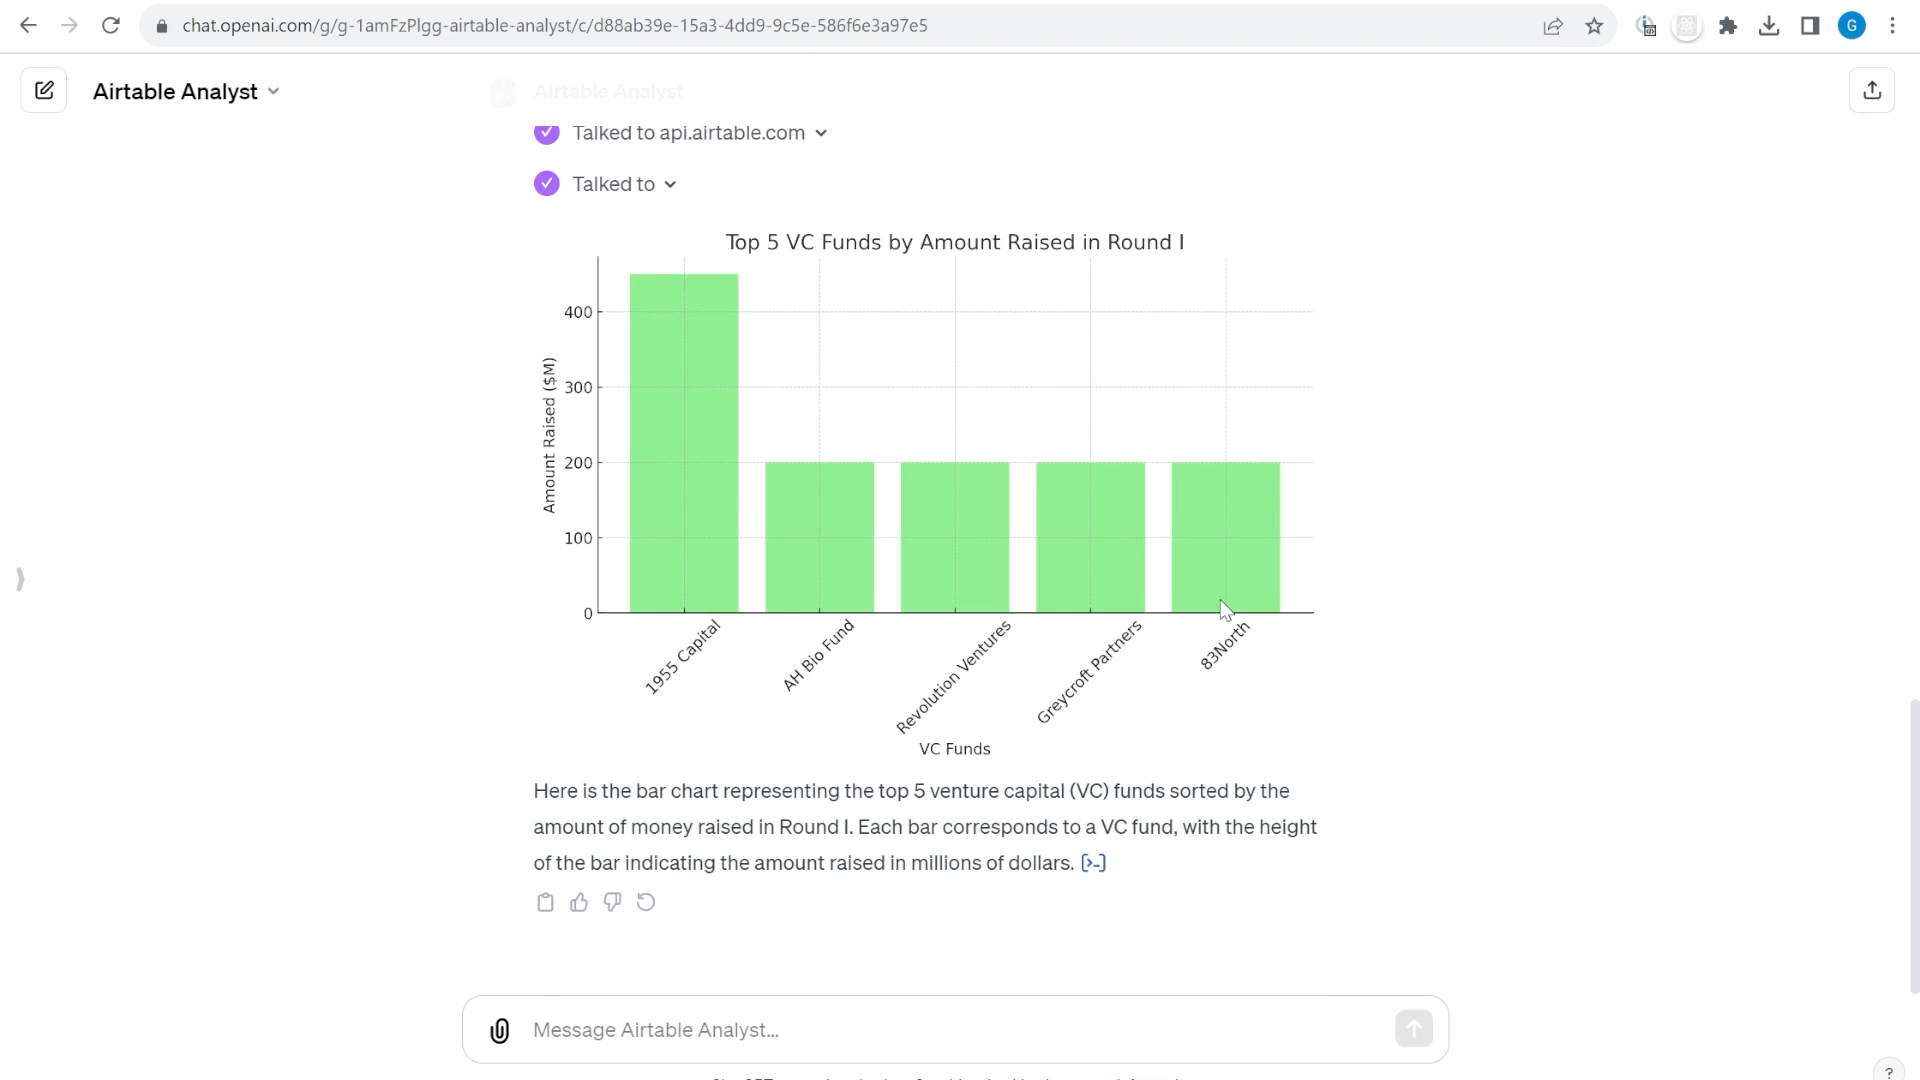 chat.openai.com/g/g-1amFzPlgg-airtable-analyst/c/d88ab39e-15a3-4dd9-9c5e-586f6e3a97e5
G
Airtable Analyst
Airtable Analyst
Talked to api.airtable.com
Talked to
Top 5 VC Funds by Amount Raised in Round I
Amount Raised ($M)
400
300
200
100
0
1955 Capital
AH Bio Fund
Revolution Ventures
Greycroft Partners
83North
VC Funds
Here is the bar chart representing the top 5 venture capital (VC) funds sorted by the
amount of money raised in Round I. Each bar corresponds to a VC fund, with the height
of the bar indicating the amount raised in millions of dollars. [>-]
Message Airtable Analyst...
?